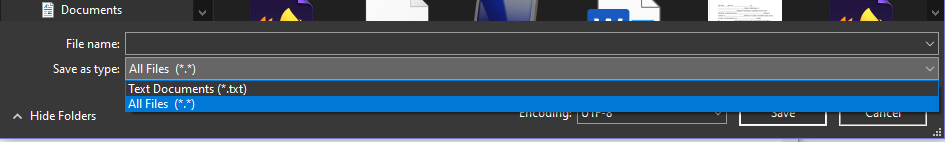 Documents
File name:
Save as type: All Files (*.*)
Text Documents (*.txt)
All Files (*.*)
Hide Folders Encoding: UTF-8 Save Cancel